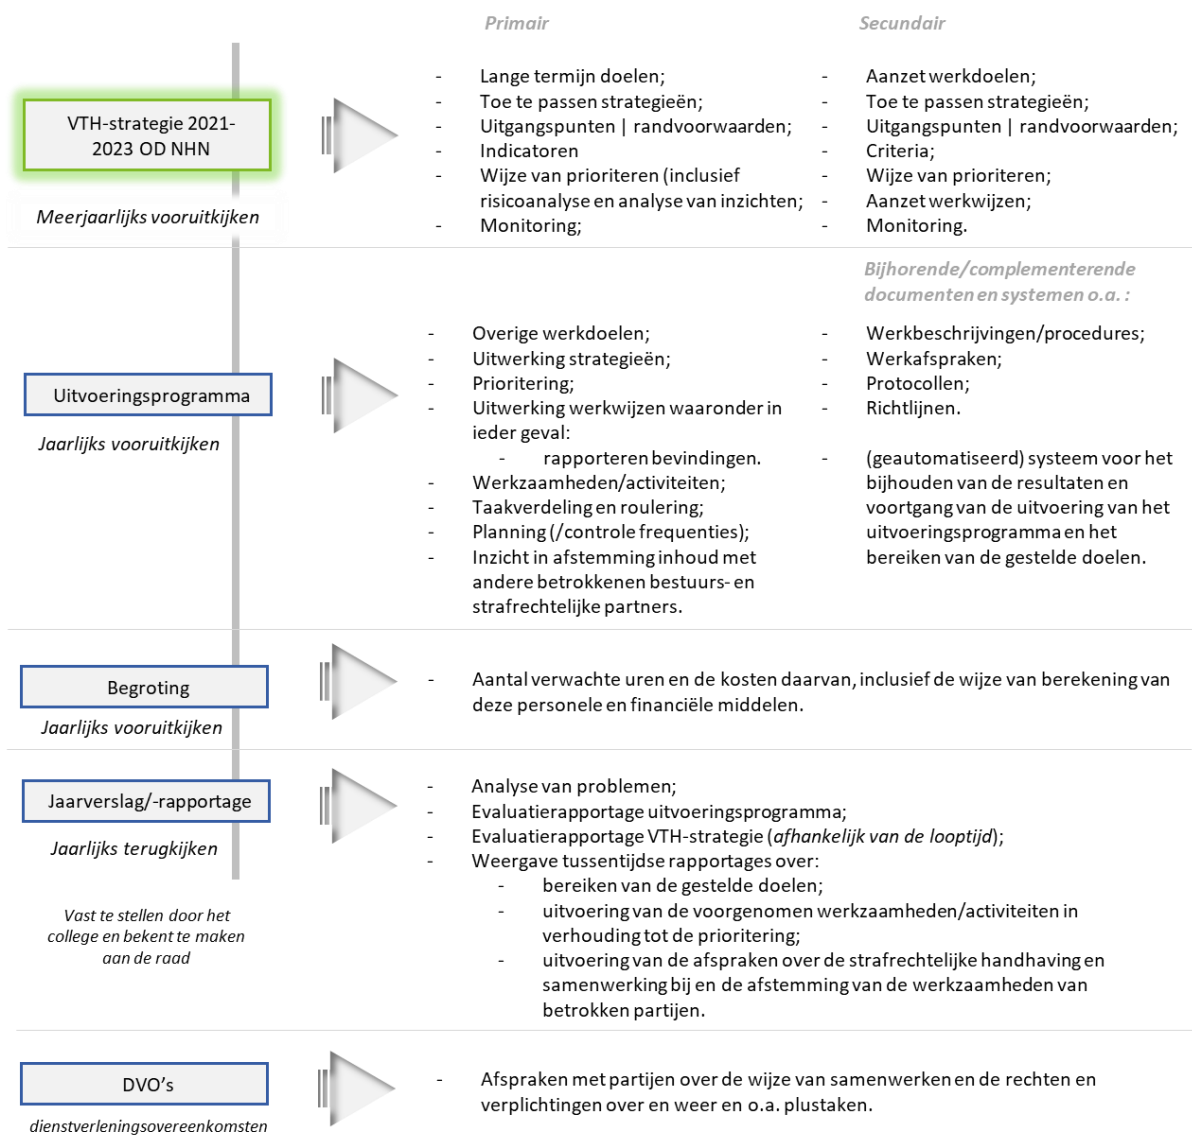 Primair
Secundair
VTH-strategie 2021-
2023 OD NHN
Meerjaarlijks vooruitkijken
- Lange termijn doelen;
- Toe te passen strategieën;
- Uitgangspunten | randvoorwaarden;
- Indicatoren
- Wijze van prioriteren (inclusief
risicoanalyse en analyse van inzichten;
- Monitoring;
- Aanzet werkdoelen;
- Toe te passen strategieën;
- Uitgangspunten | randvoorwaarden;
- Criteria;
- Wijze van prioriteren;
- Aanzet werkwijzen;
- Monitoring.
Uitvoeringsprogramma
Jaarlijks vooruitkijken
- Overige werkdoelen;
- Uitwerking strategieën;
- Prioritering;
- Uitwerking werkwijzen waaronder in
ieder geval:
- rapporteren bevindingen.
- Werkzaamheden/activiteiten;
- Taakverdeling en roulering;
- Planning (/controle frequenties);
- Inzicht in afstemming inhoud met
andere betrokkenen bestuurs- en
strafrechtelijke partners.
Bijhorende/complementerende
documenten en systemen o.a. :
- Werkbeschrijvingen/procedures;
- Werkafspraken;
- Protocollen;
- Richtlijnen.
- (geautomatiseerd) systeem voor het
bijhouden van de resultaten en
voortgang van de uitvoering van het
uitvoeringsprogramma en het
bereiken van de gestelde doelen.
Begroting
Jaarlijks vooruitkijken
- Aantal verwachte uren en de kosten daarvan, inclusief de wijze van berekening van
deze personele en financiële middelen.
Jaarverslag/-rapportage
Jaarlijks terugkijken
Vast te stellen door het
college en bekent te maken
aan de raad
- Analyse van problemen;
- Evaluatierapportage uitvoeringsprogramma;
- Evaluatierapportage VTH-strategie (afhankelijk van de looptijd);
- Weergave tussentijdse rapportages over:
- bereiken van de gestelde doelen;
- uitvoering van de voorgenomen werkzaamheden/activiteiten in
verhouding tot de prioritering;
- uitvoering van de afspraken over de strafrechtelijke handhaving en
samenwerking bij en de afstemming van de werkzaamheden van
betrokken partijen.
DVO's
dienstverleningsovereenkomsten
- Afspraken met partijen over de wijze van samenwerken en de rechten en
verplichtingen over en weer en o.a. plustaken.